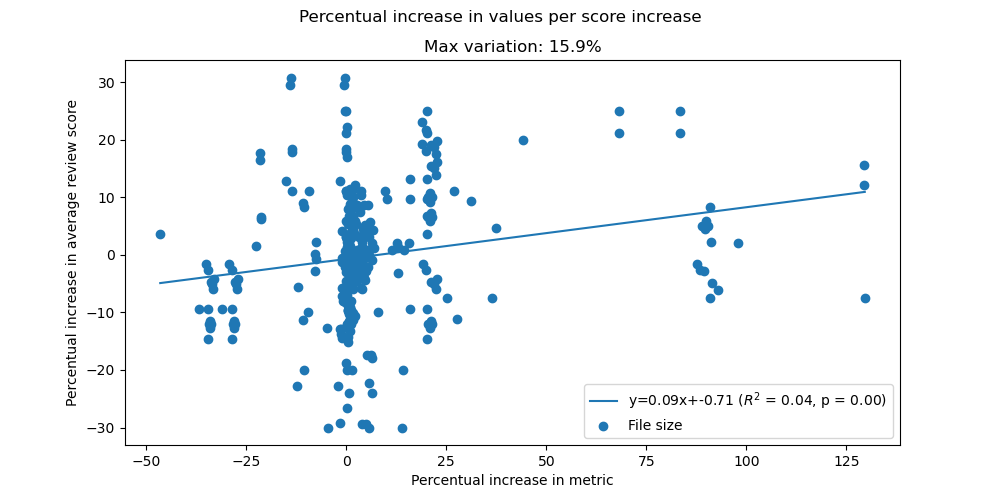 Percentual increase in values per score increase
Max variation: 15.9%
Percentual increase in average review score
30
20
10
0
−10
−20
−30
−50
−25
0
25
50
75
100
125
Percentual increase in metric
y=0.09x+-0.71 (R² = 0.04, p = 0.00)
File size